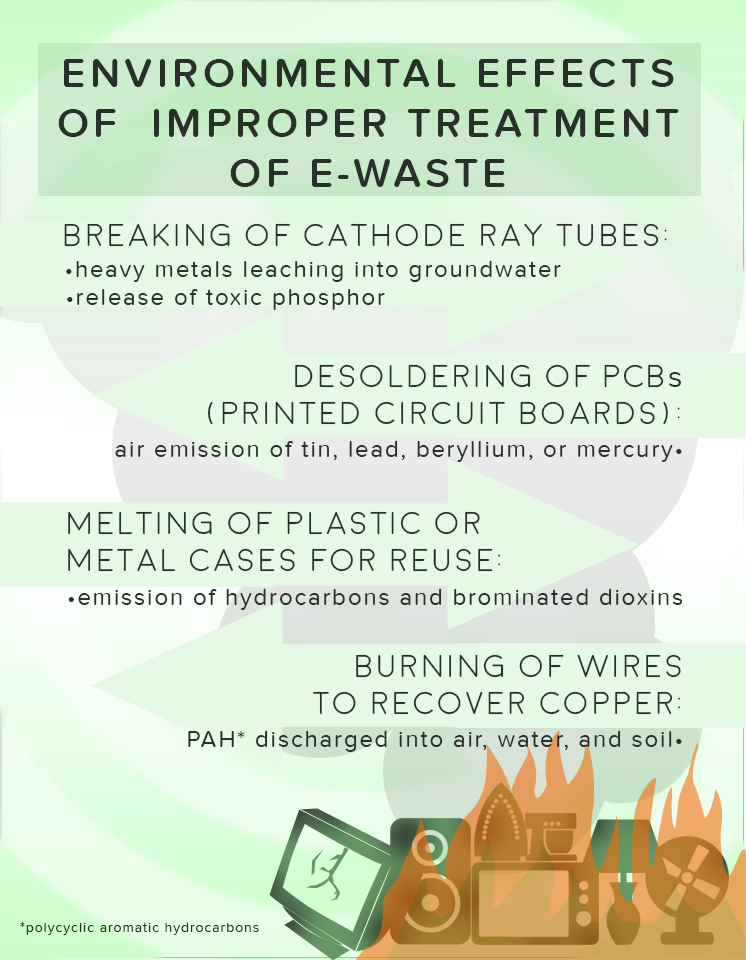 ENVIRONMENTAL EFFECTS
OF IMPROPER TREATMENT
OF E-WASTE
BREAKING OF CATHODE RAY TUBES:
•heavy metals leaching into groundwater
•release of toxic phosphor
DESOLDERING OF PCBs
(PRINTED CIRCUIT BOARDS):
air emission of tin, lead, beryllium, or mercury•
MELTING OF PLASTIC OR
METAL CASES FOR REUSE:
•emission of hydrocarbons and brominated dioxins
BURNING OF WIRES
TO RECOVER COPPER:
PAH* discharged into air, water, and soil•
*polycyclic aromatic hydrocarbons